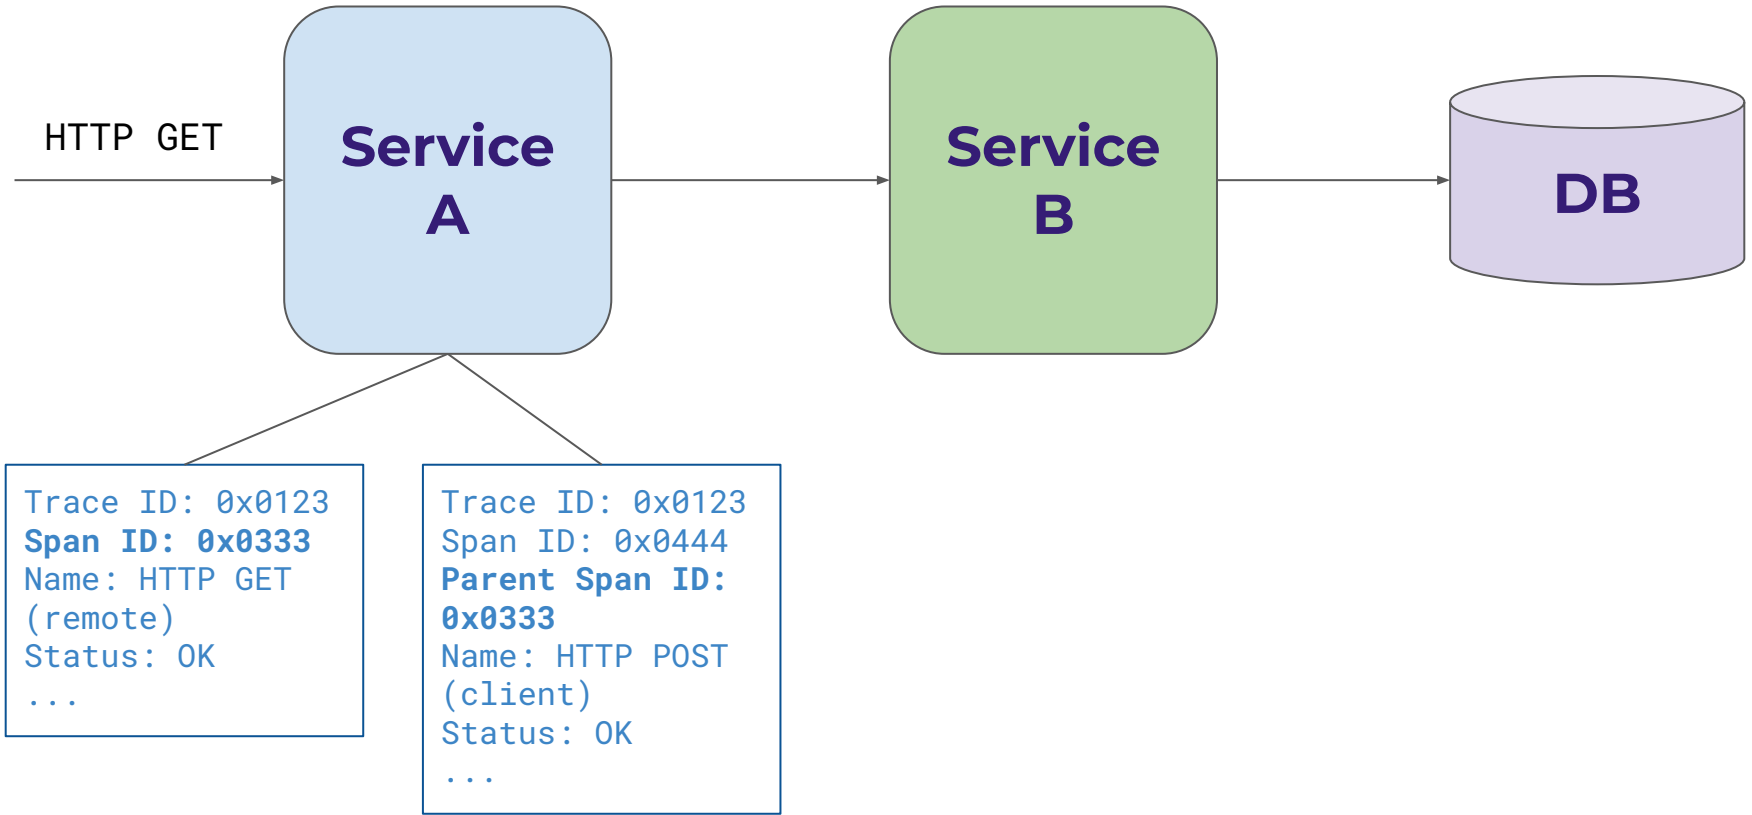 HTTP GET
Service
A
Service
B
DB
Trace ID: 0x0123
Span ID: 0x0333
Name: HTTP GET
(remote)
Status: OK
...
Trace ID: 0x0123
Span ID: 0x0444
Parent Span ID:
0x0333
Name: HTTP POST
(client)
Status: OK
...